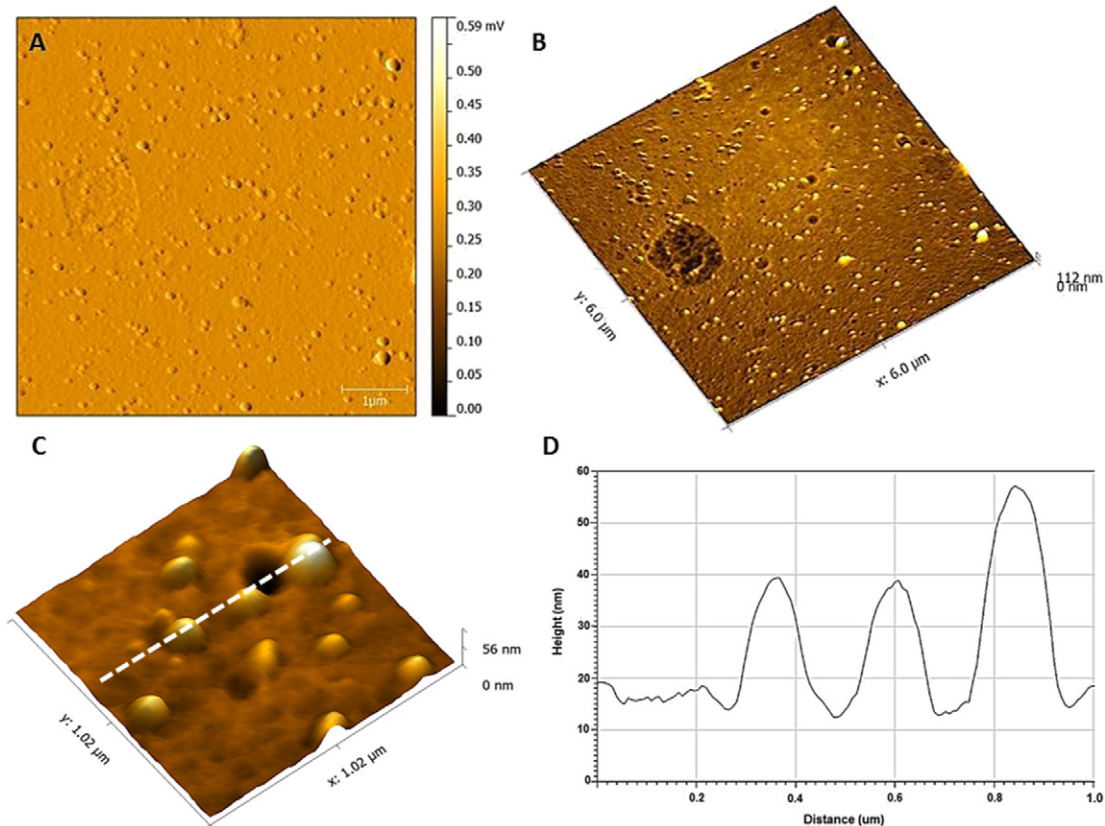 A
0.59 mV
0.50
0.45
0.40
0.35
0.30
0.25
0.20
0.15
0.10
0.05
0.00
1µm
B
112 nm
0 nm
y: 6.0 µm
x: 6.0 µm
C
56 nm
0 nm
y: 1.02 µm
x: 1.02 µm
D
60
50
40
30
20
10
0
Height (nm)
0.2 0.4 0.6 0.8 1.0
Distance (um)